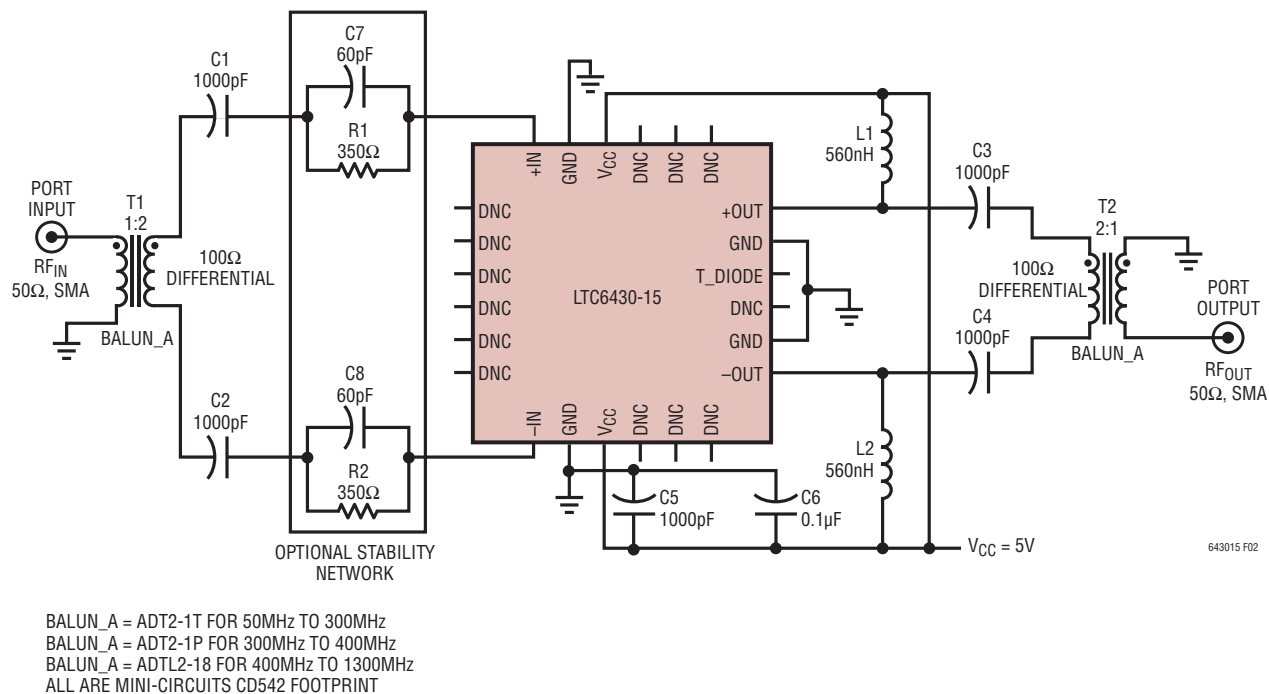 C1
1000pF
C7
60pF
R1
350Ω
PORT
INPUT
RFIN
50Ω, SMA
T1
1:2
100Ω
DIFFERENTIAL
BALUN_A
C2
1000pF
C8
60pF
R2
350Ω
OPTIONAL STABILITY
NETWORK
+IN
GND
VCC
DNC
DNC
DNC
DNC
DNC
DNC
DNC
DNC
DNC
LTC6430-15
+OUT
GND
T_DIODE
DNC
GND
–OUT
–IN
GND
VCC
DNC
DNC
DNC
L1
560nH
C3
1000pF
T2
2:1
100Ω
DIFFERENTIAL
C4
1000pF
BALUN_A
PORT
OUTPUT
RFOUT
50Ω, SMA
L2
560nH
C5
1000pF
C6
0.1µF
VCC = 5V
643015 F02
BALUN_A = ADT2-1T FOR 50MHz TO 300MHz
BALUN_A = ADT2-1P FOR 300MHz TO 400MHz
BALUN_A = ADTL2-18 FOR 400MHz TO 1300MHz
ALL ARE MINI-CIRCUITS CD542 FOOTPRINT